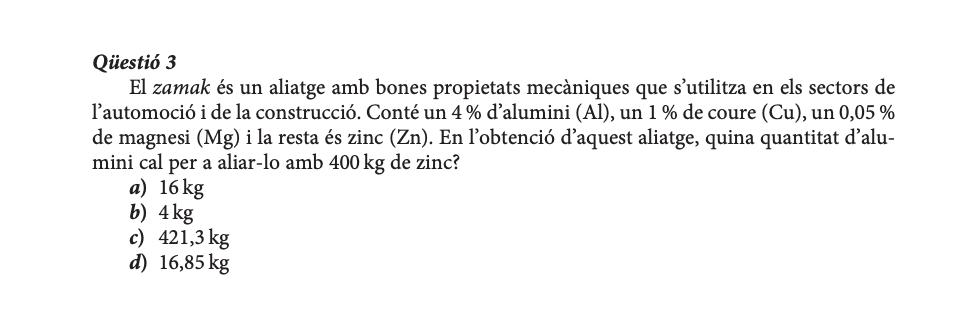 Qüestió 3
El zamak és un aliatge amb bones propietats mecàniques que s’utilitza en els sectors de
l’automoció i de la construcció. Conté un 4 % d’alumini (Al), un 1 % de coure (Cu), un 0,05 %
de magnesi (Mg) i la resta és zinc (Zn). En l’obtenció d’aquest aliatge, quina quantitat d’alu-
mini cal per a aliar-lo amb 400 kg de zinc?
a) 16 kg
b) 4 kg
c) 421,3 kg
d) 16,85 kg